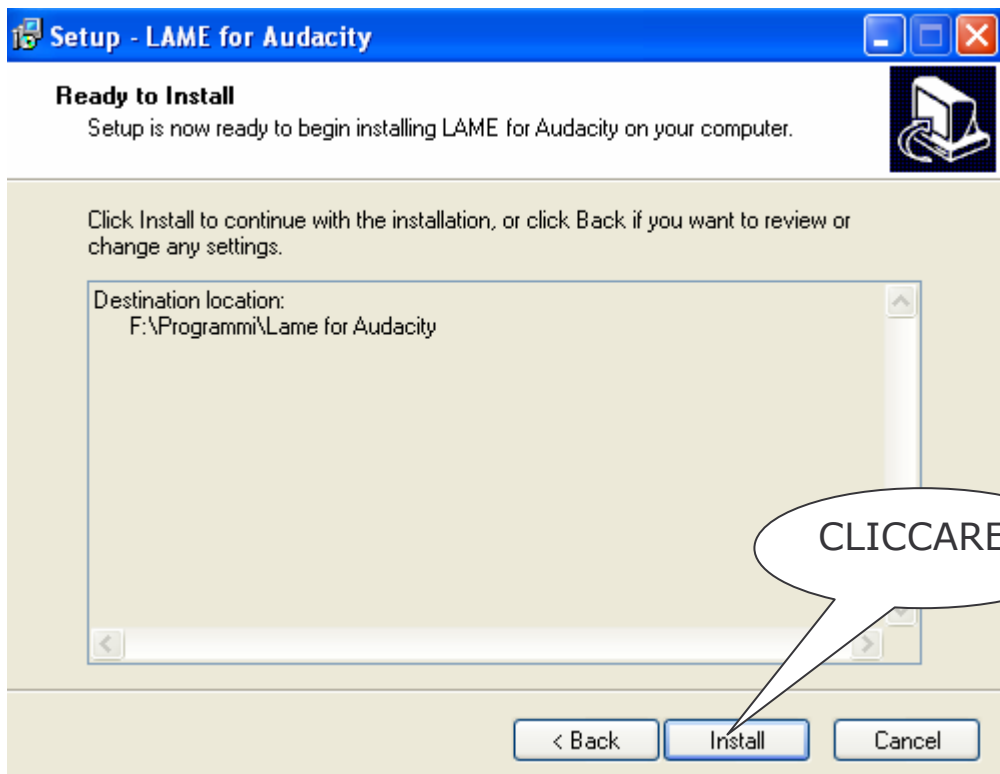 Setup - LAME for Audacity
Ready to Install
Setup is now ready to begin installing LAME for Audacity on your computer.
Click Install to continue with the installation, or click Back if you want to review or
change any settings.
Destination location:
F:\Programmi\Lame for Audacity
CLICCARE
< Back
Install
Cancel